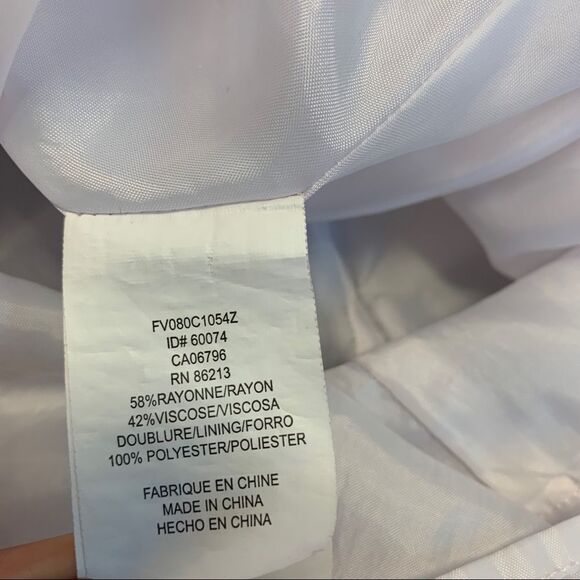 FV080C1054Z
ID# 60074
CA06796
RN 86213
58%RAYONNE/RAYON
42%VISCOSE/VISCOSA
DOUBLURE/LINING/FORRO
100% POLYESTER/POLIESTER
FABRIQUE EN CHINE
MADE IN CHINA
HECHO EN CHINA